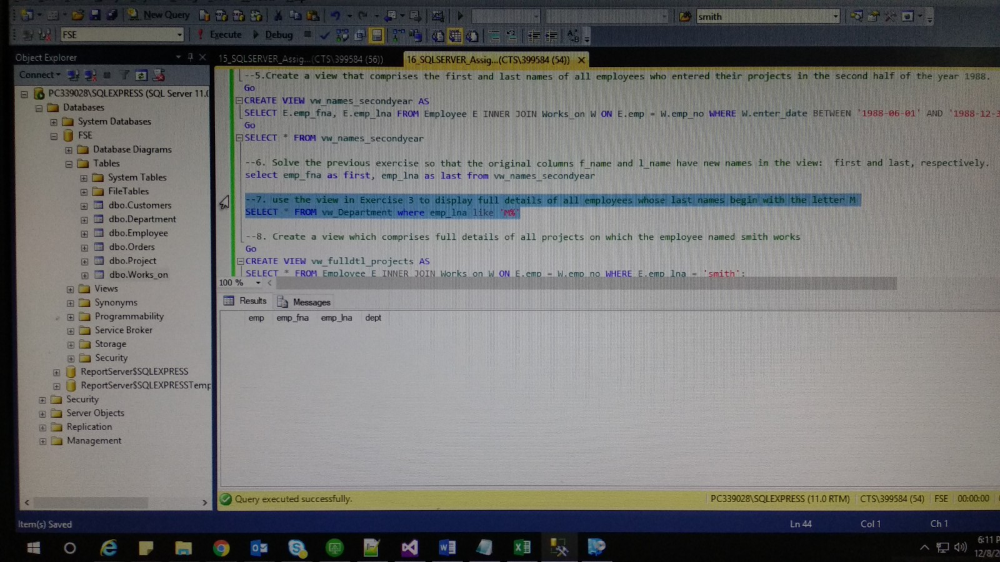 New Query
smith
FSE
Execute
Debug
Object Explorer
15_SQLSERVER_Assig...(CTS\399584 (56))
16_SQLSERVER_Assig...(CTS\399584 (54))
Connect
PC339028\SQLEXPRESS (SQL Server 11.(
Databases
System Databases
FSE
Database Diagrams
Tables
System Tables
FileTables
dbo.Customers
dbo.Department
dbo.Employee
dbo.Orders
dbo.Project
dbo.Works_on
Views
Synonyms
Programmability
Service Broker
Storage
Security
ReportServer$SQLEXPRESS
ReportServer$SQLEXPRESSTemp
Security
Server Objects
Replication
Management
--5.Create a view that comprises the first and last names of all employees who entered their projects in the second half of the year 1988.
Go
CREATE VIEW vw_names_secondyear AS
SELECT E.emp_fna, E.emp_lna FROM Employee E INNER JOIN Works_on W ON E.emp = W.emp_no WHERE W.enter_date BETWEEN '1988-06-01' AND '1988-12-3
Go
SELECT * FROM vw_names_secondyear
--6. Solve the previous exercise so that the original columns f_name and l_name have new names in the view: first and last, respectively.
select emp_fna as first, emp_lna as last from vw_names_secondyear
--7. use the view in Exercise 3 to display full details of all employees whose last names begin with the letter M
SELECT * FROM vw_Department where emp_lna like 'M%'
--8. Create a view which comprises full details of all projects on which the employee named smith works
Go
CREATE VIEW vw_fulldtl_projects AS
SELECT * FROM Employee E INNER JOIN Works_on W ON E.emp = W.emp_no WHERE E.emp_lna = 'smith';
100 %
Results
Messages
emp emp_fna emp_lna dept
Query executed successfully.
PC339028\SQLEXPRESS (11.0 RTM)
CTS\399584 (54)
FSE
00:00:00
Item(s) Saved
Ln 44
Col 1
Ch 1
6:11 P
12/8/2